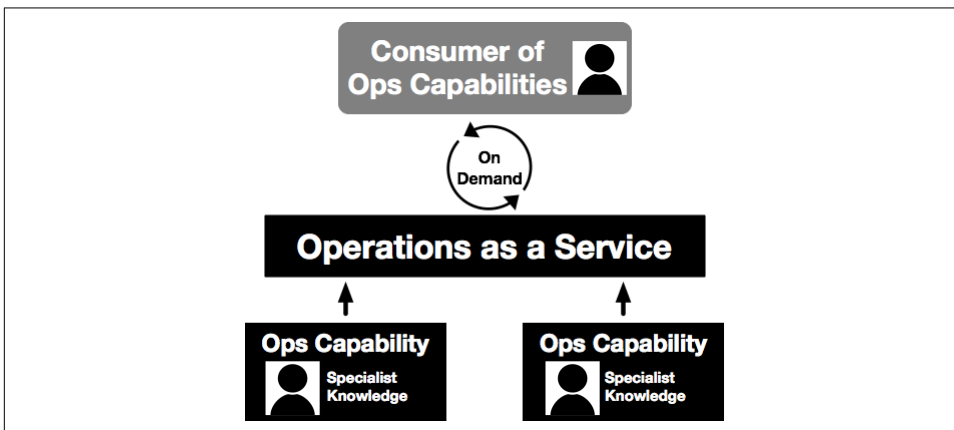 Consumer of
Ops Capabilities
On
Demand
Operations as a Service
Ops Capability
Specialist
Knowledge
Ops Capability
Specialist
Knowledge